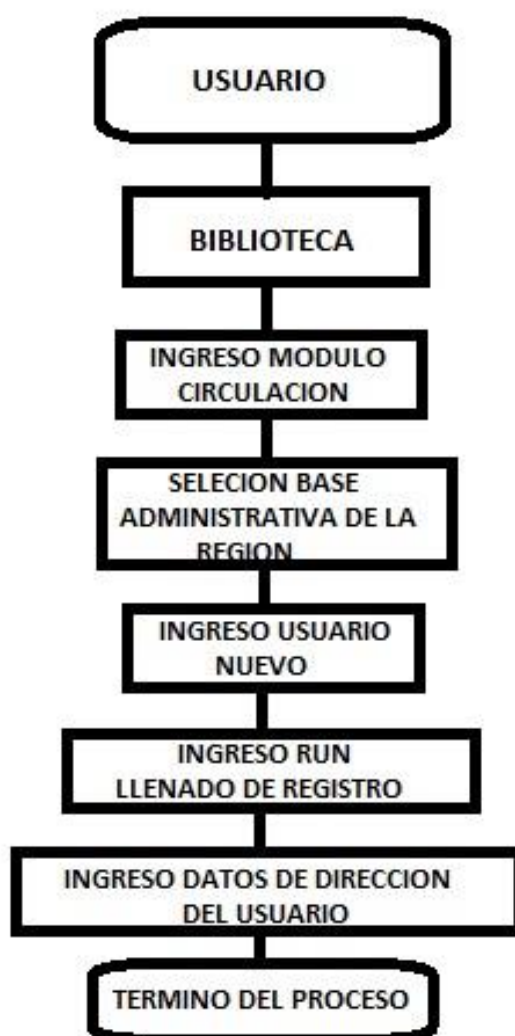 USUARIO
BIBLIOTECA
INGRESO MODULO
CIRCULACION
SELECION BASE
ADMINISTRATIVA DE LA
REGION
INGRESO USUARIO
NUEVO
INGRESO RUN
LLENADO DE REGISTRO
INGRESO DATOS DE DIRECCION
DEL USUARIO
TERMINO DEL PROCESO